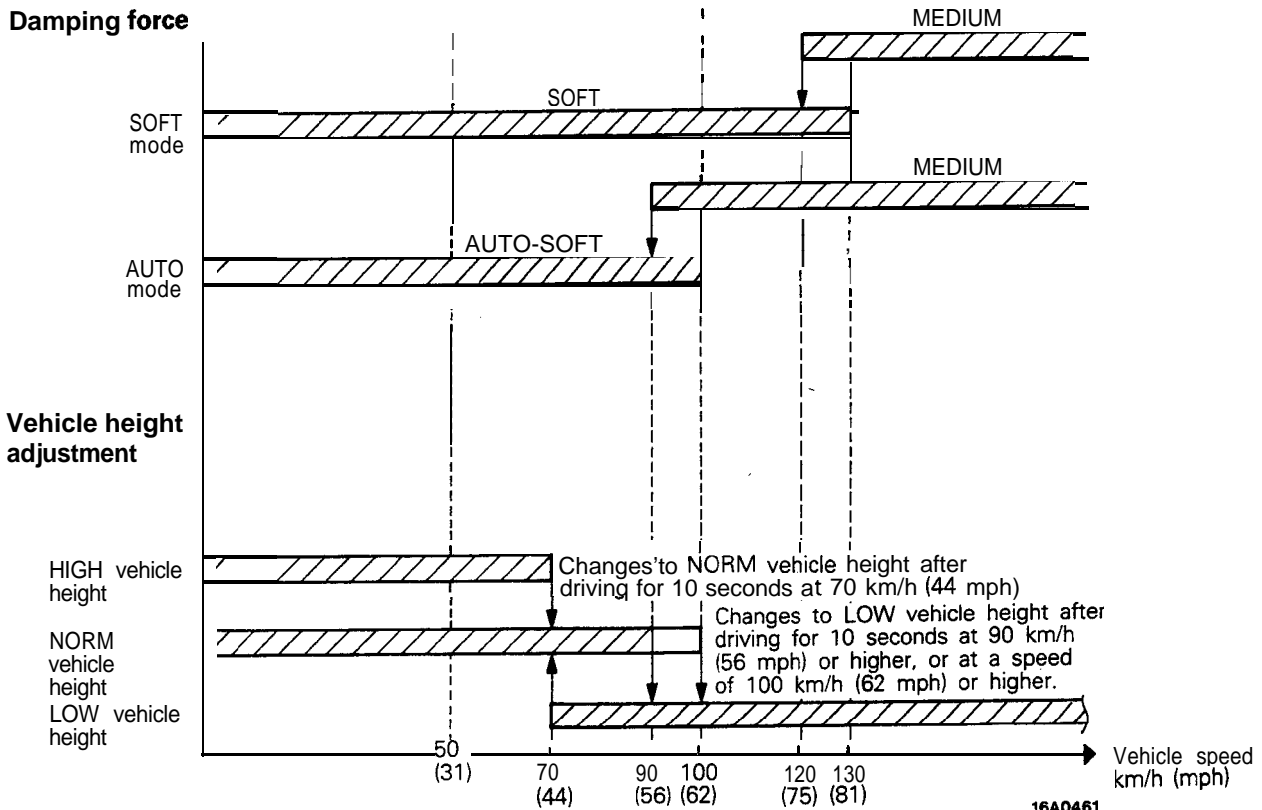 Damping force
MEDIUM
SOFT
SOFT
mode
MEDIUM
AUTO-SOFT
AUTO
mode
Vehicle height
adjustment
HIGH vehicle
height
Changes to NORM vehicle height after
driving for 10 seconds at 70 km/h (44 mph)
NORM
vehicle
height
Changes to LOW vehicle height after
driving for 10 seconds at 90 km/h
(56 mph) or higher, or at a speed
of 100 km/h (62 mph) or higher.
LOW vehicle
height
50 70 90 100 120 130
(31) (44) (56) (62) (75) (81)
Vehicle speed
km/h (mph)
16A0461